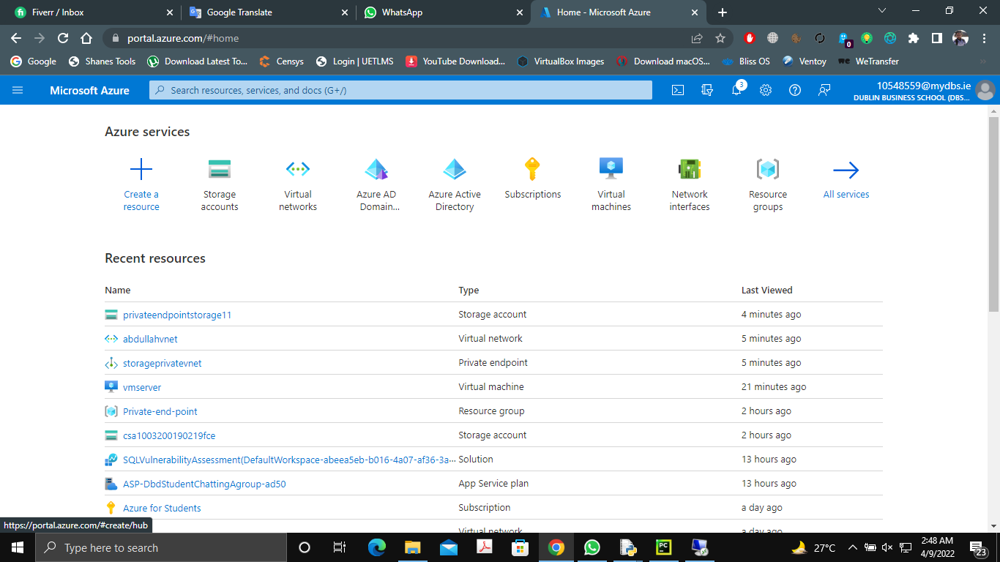 Fiverr / Inbox
Google Translate
WhatsApp
Home - Microsoft Azure
portal.azure.com/#home
0
Google
Shanes Tools
Download Latest To...
Censys
Login | UETLMS
YouTube Download...
VirtualBox Images
Download macOS...
Bliss OS
Ventoy
we
WeTransfer
Microsoft Azure
Search resources, services, and docs (G+/)
3
10548559@mydbs.ie
DUBLIN BUSINESS SCHOOL (DBS...
Azure services
Create a
resource
Storage
accounts
Virtual
networks
Azure AD
Domain...
Azure Active
Directory
Subscriptions
Virtual
machines
Network
interfaces
Resource
groups
All services
Recent resources
Name Type Last Viewed
privateendpointstorage11 Storage account 4 minutes ago
abdullahvnet Virtual network 5 minutes ago
storageprivatevnet Private endpoint 5 minutes ago
vmserver Virtual machine 21 minutes ago
Private-end-point Resource group 2 hours ago
csa1003200190219fce Storage account 2 hours ago
SQLVulnerabilityAssessment(DefaultWorkspace-abeea5eb-b016-4a07-af36-3a... Solution 13 hours ago
ASP-DbdStudentChattingAgroup-ad50 App Service plan 13 hours ago
Azure for Students Subscription a day ago
Virtual network a day ago
https://portal.azure.com/#create/hub
Type here to search
PC
27°C
2:48 AM
4/9/2022
23